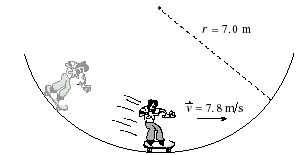 r = 7.0 m
v⃗ = 7.8 m/s